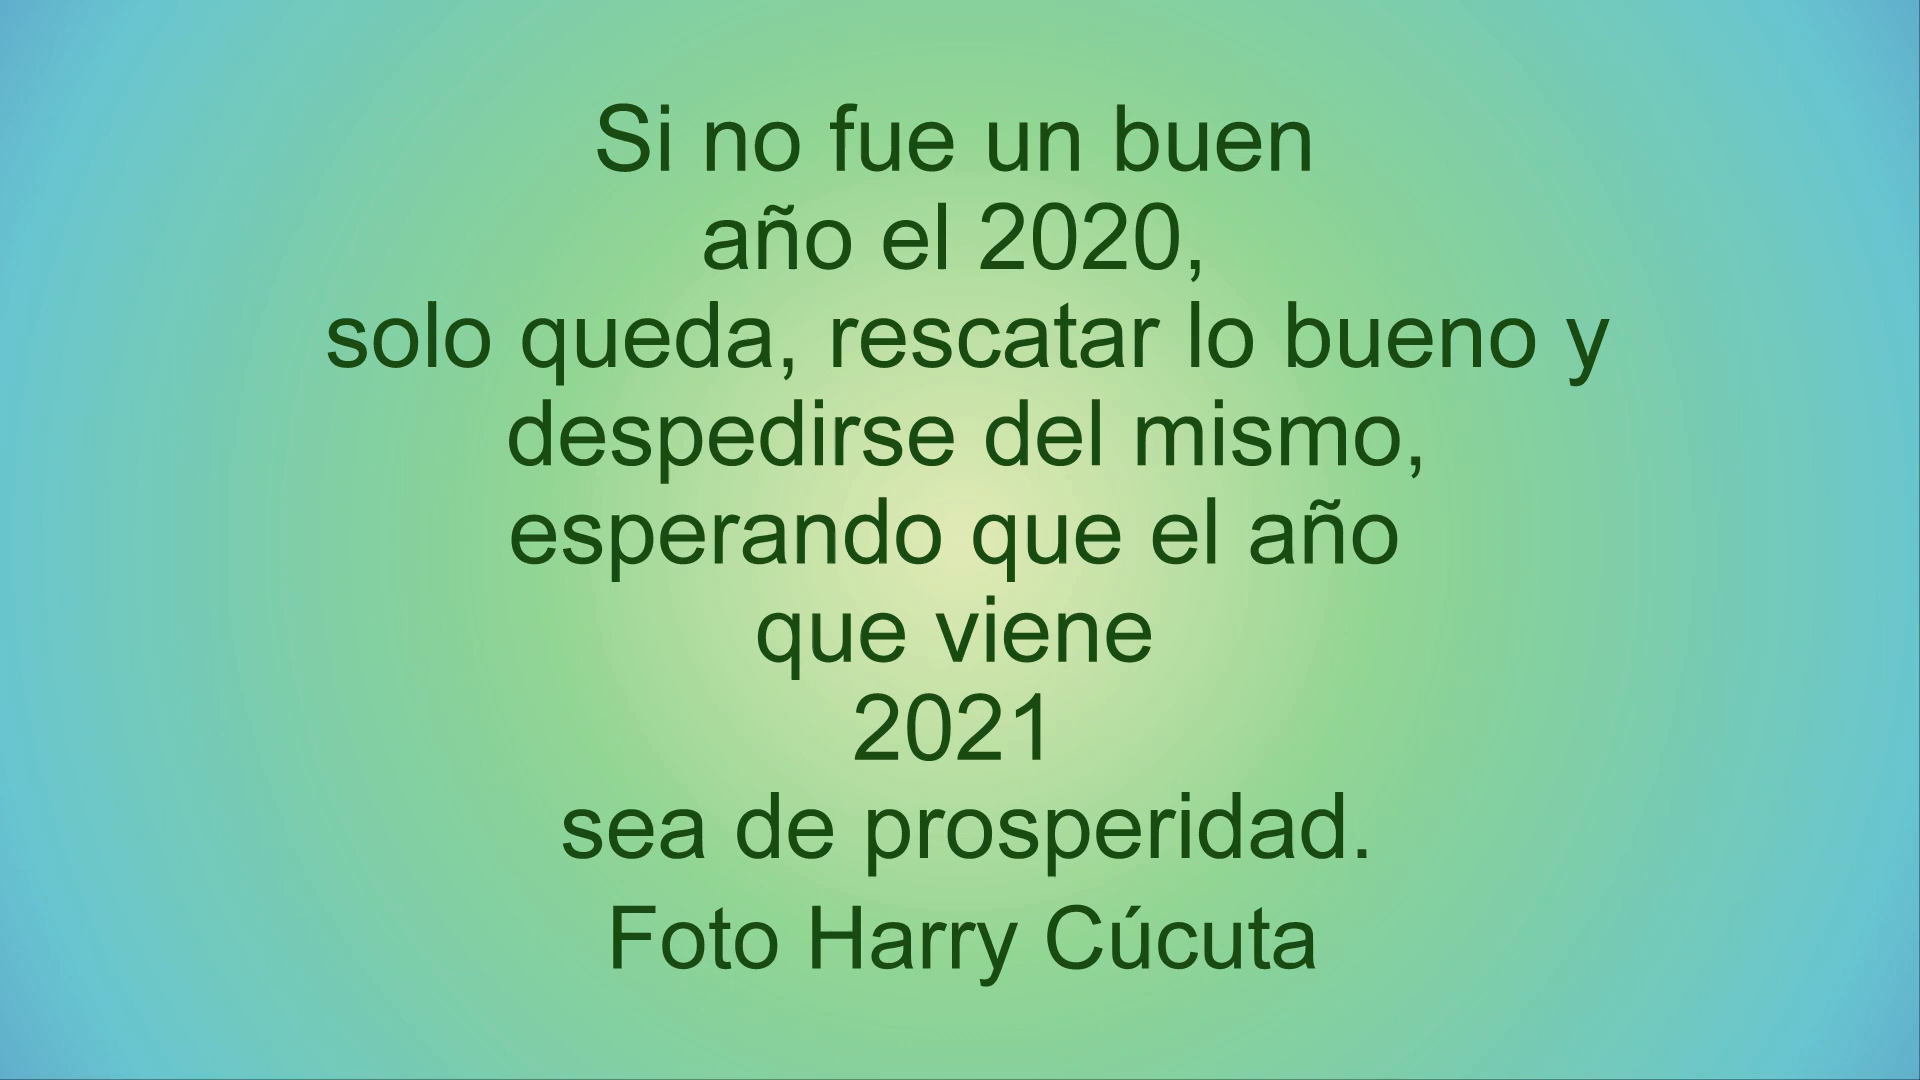 Si no fue un buen
año el 2020,
solo queda, rescatar lo bueno y
despedirse del mismo,
esperando que el año
que viene
2021
sea de prosperidad.
Foto Harry Cúcuta